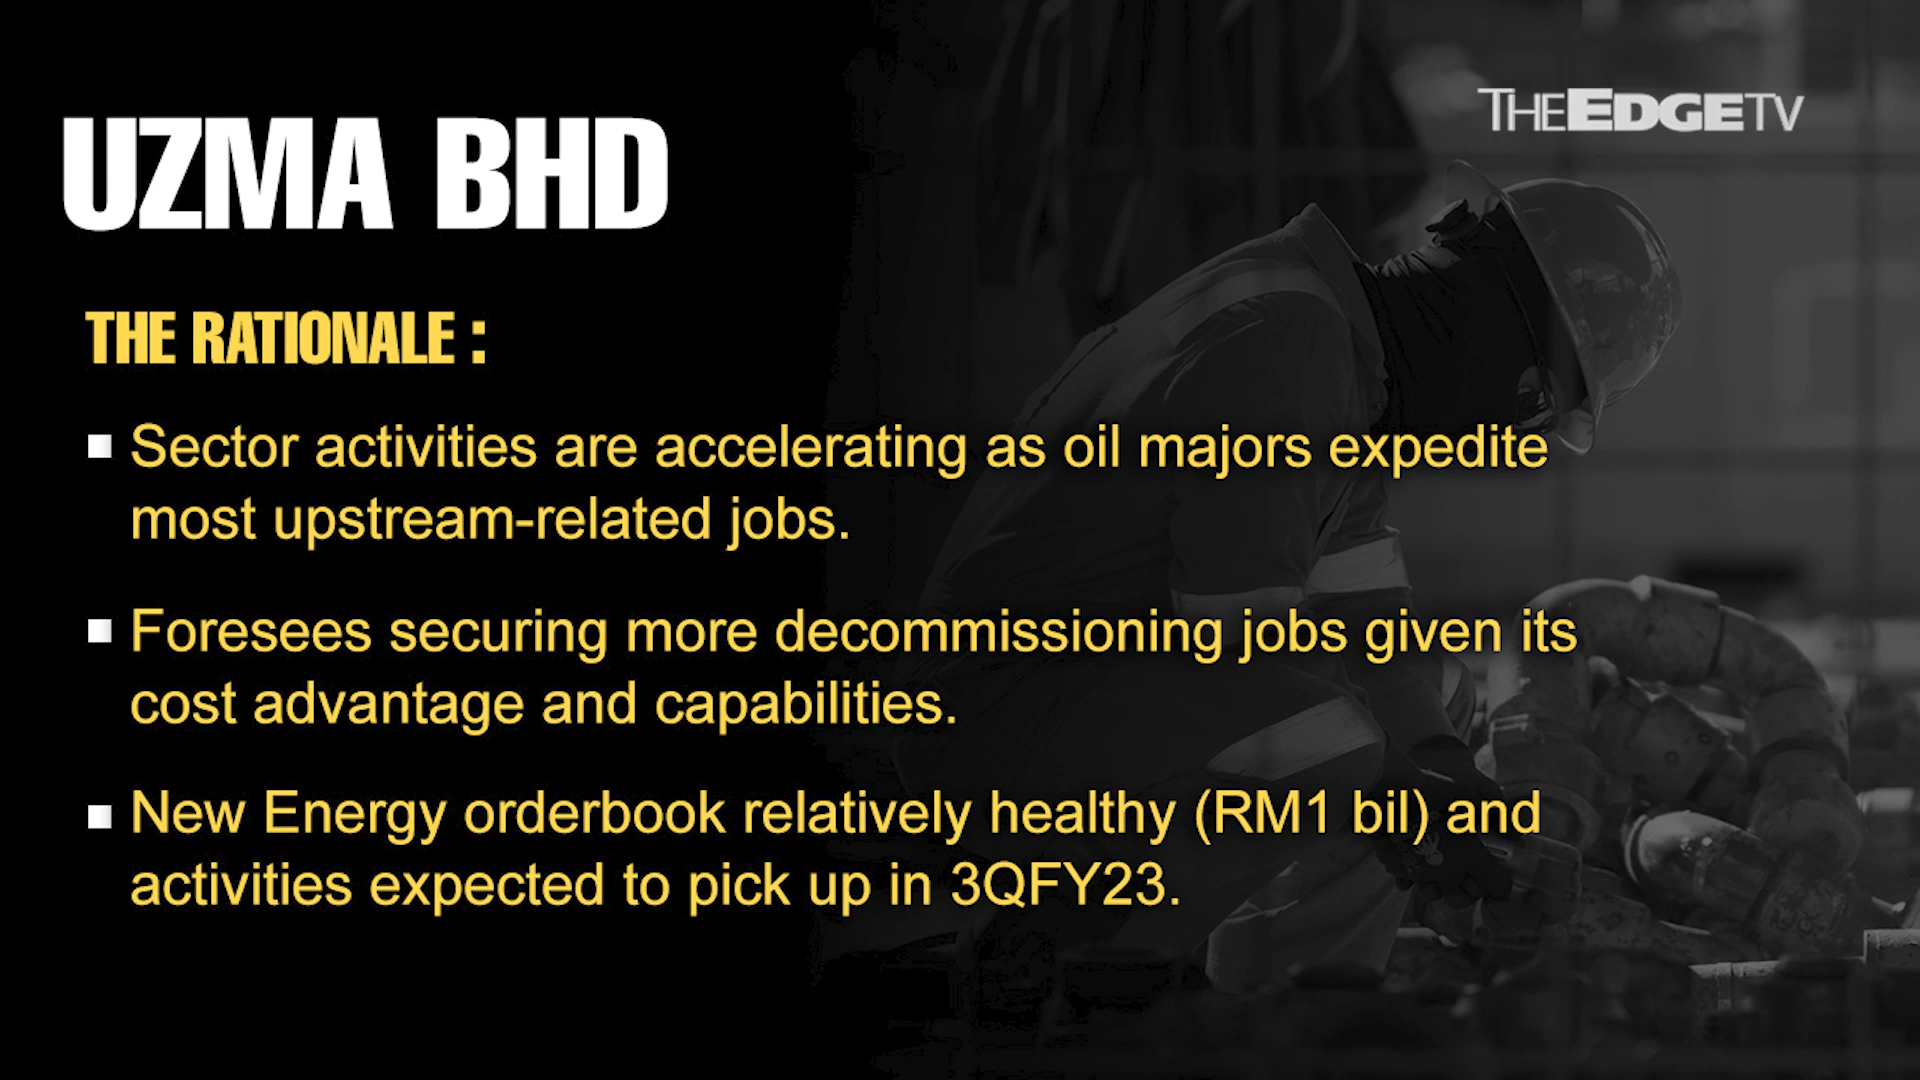 THEEDGETV
UZMA BHD
THE RATIONALE :
Sector activities are accelerating as oil majors expedite
most upstream-related jobs.
Foresees securing more decommissioning jobs given its
cost advantage and capabilities.
New Energy orderbook relatively healthy (RM1 bil) and
activities expected to pick up in 3QFY23.